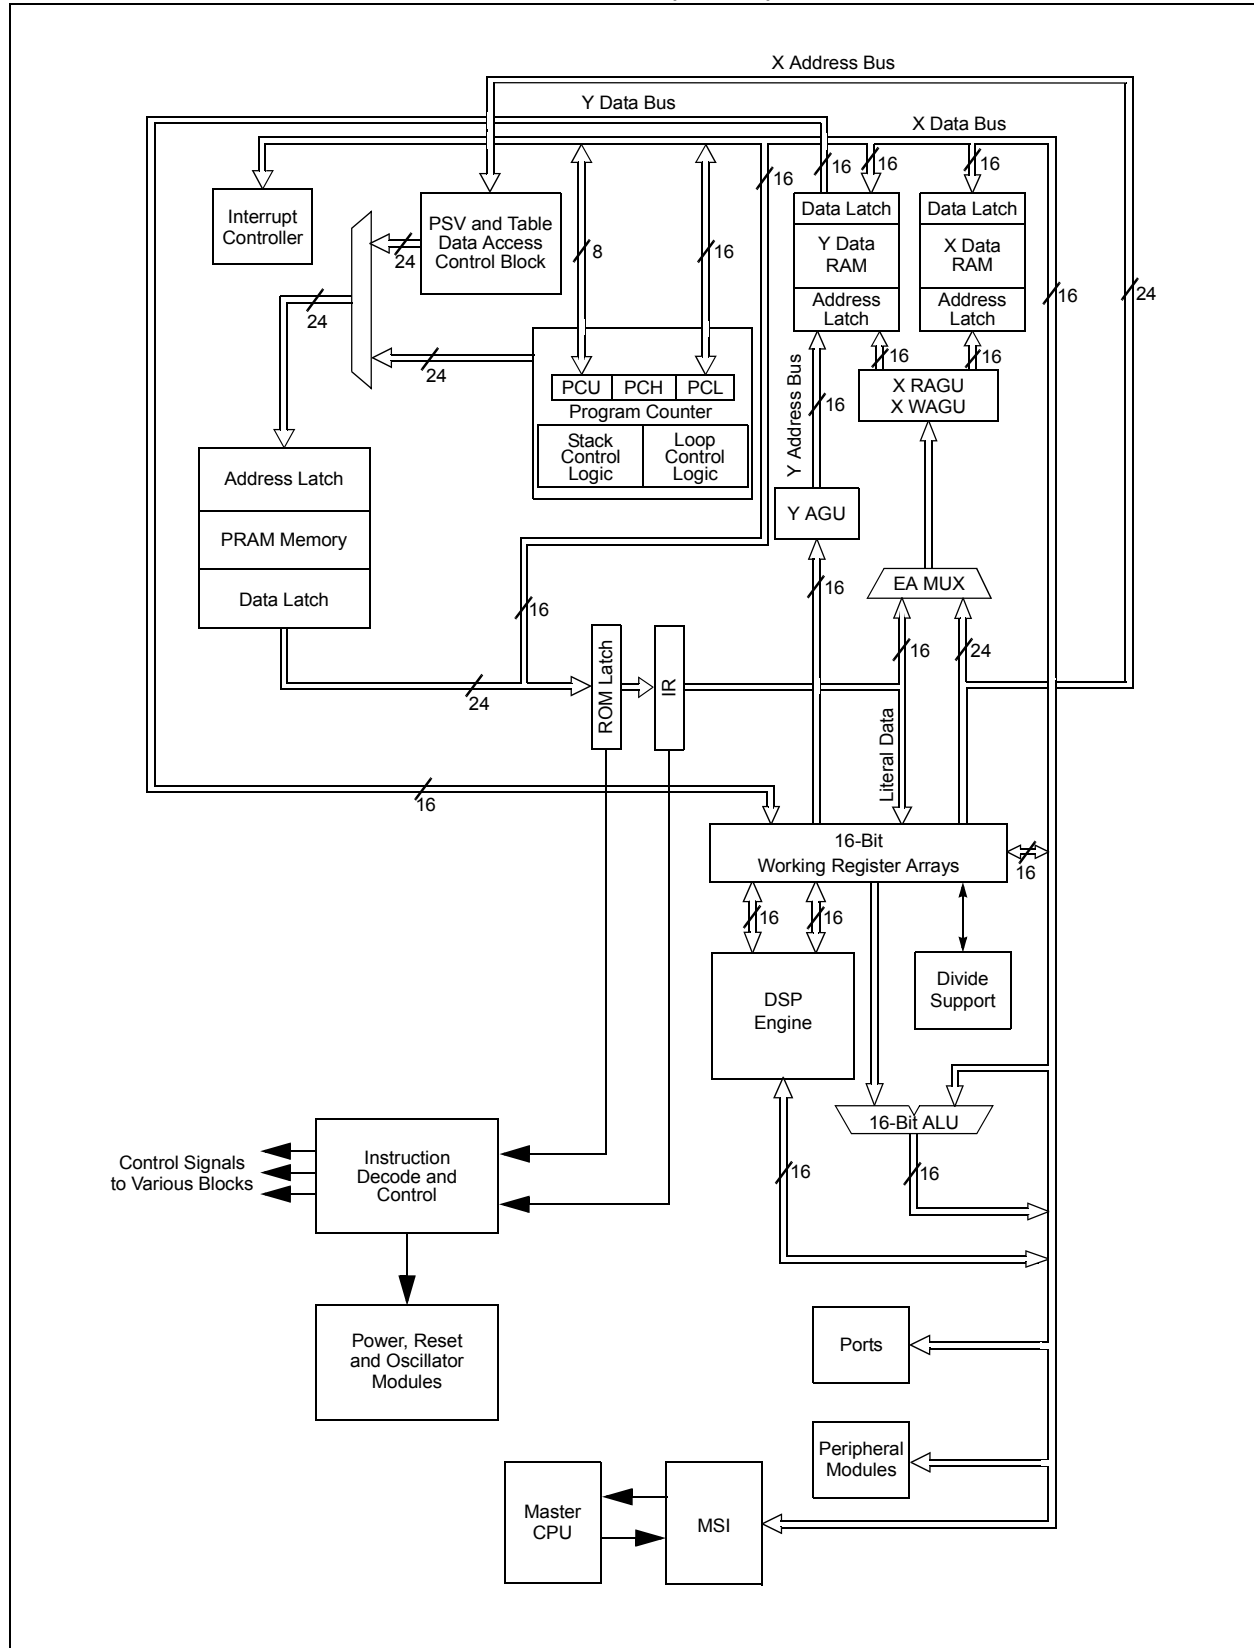 X Address Bus
Y Data Bus
X Data Bus
16
16
16
16
Interrupt
Controller
PSV and Table
Data Access
Control Block
Data Latch
Y Data
RAM
Address
Latch
Data Latch
X Data
RAM
Address
Latch
24
8
16
16
24
24
24
16
16
PCU
PCH
PCL
Program Counter
Stack
Control
Logic
Loop
Control
Logic
X RAGU
X WAGU
Y Address Bus
16
Address Latch
PRAM Memory
Data Latch
Y AGU
EA MUX
16
16
16
24
24
ROM Latch
IR
Literal Data
16
16-Bit
Working Register Arrays
16
16
16
DSP
Engine
Divide
Support
16-Bit ALU
16
16
Control Signals
to Various Blocks
Instruction
Decode and
Control
Power, Reset
and Oscillator
Modules
Ports
Peripheral
Modules
Master
CPU
MSI